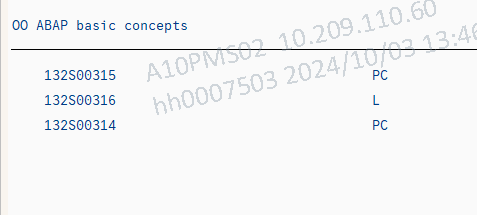 OO ABAP basic concepts
132S00315 PC
132S00316 L
132S00314 PC
A10PMS02 10.209.110.60
hh0007503 2024/10/03 13:46